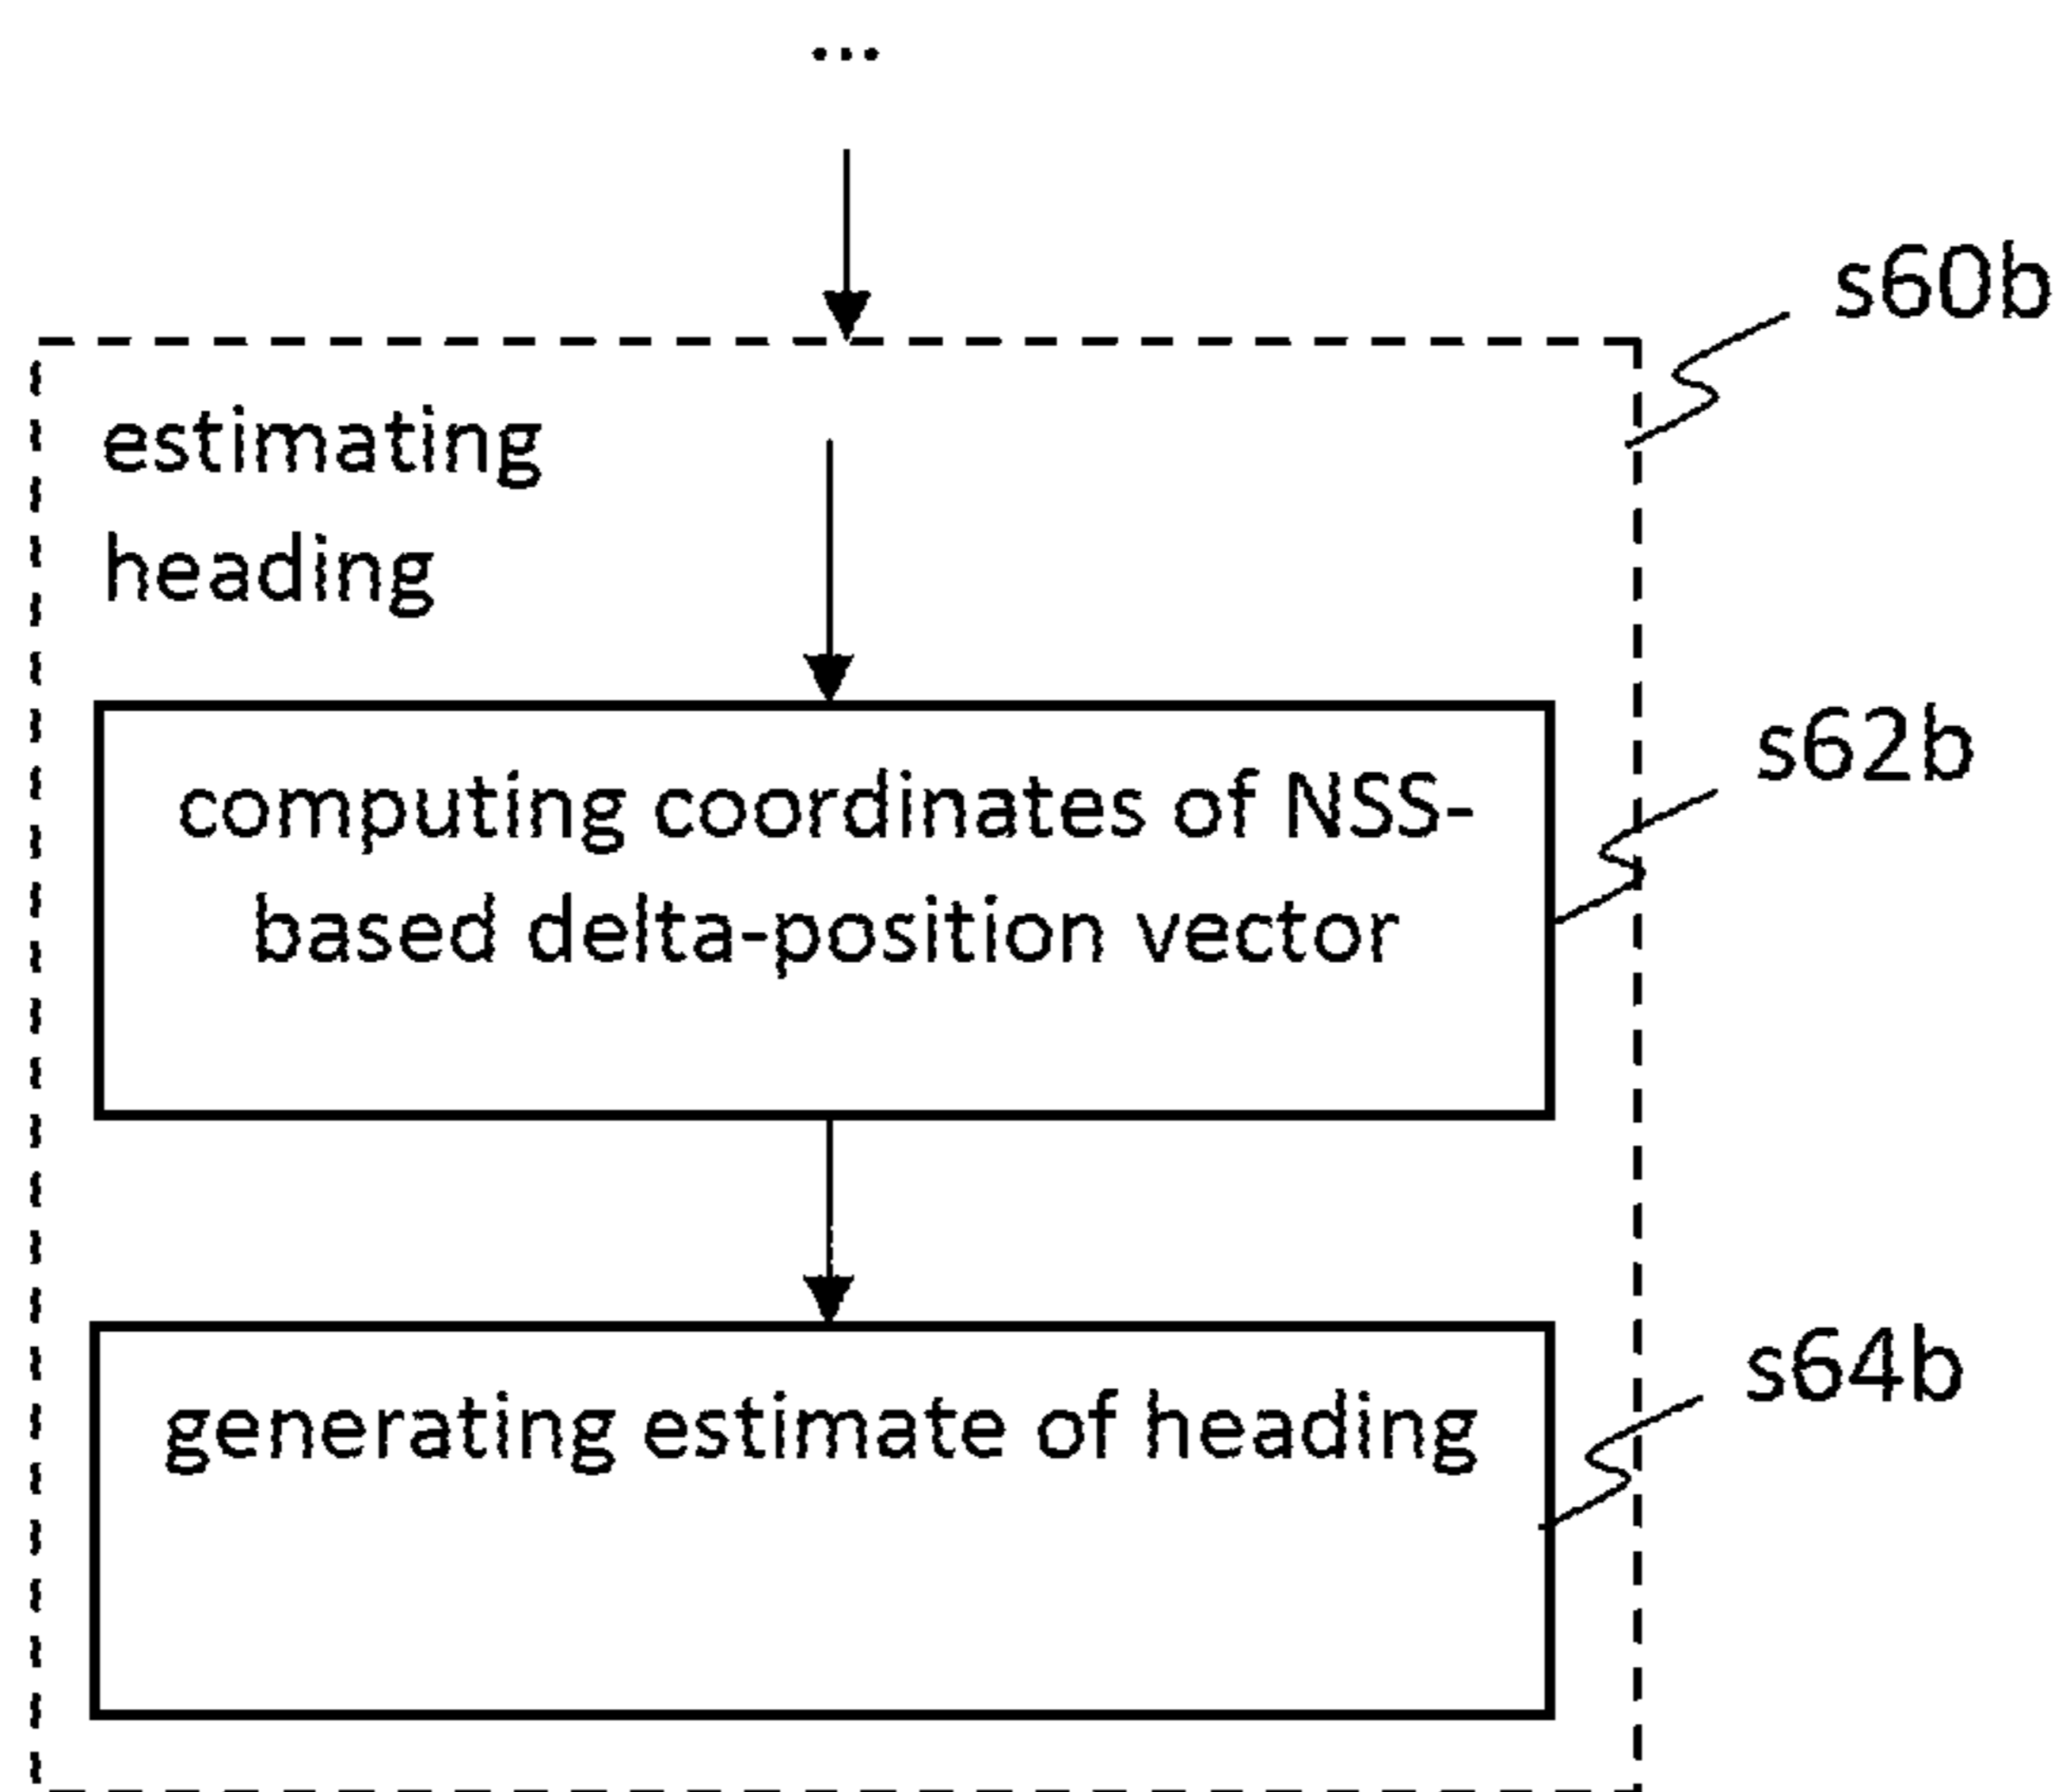 ...
s60b
estimating
heading
s62b
computing coordinates of NSS-
based delta-position vector
s64b
generating estimate of heading